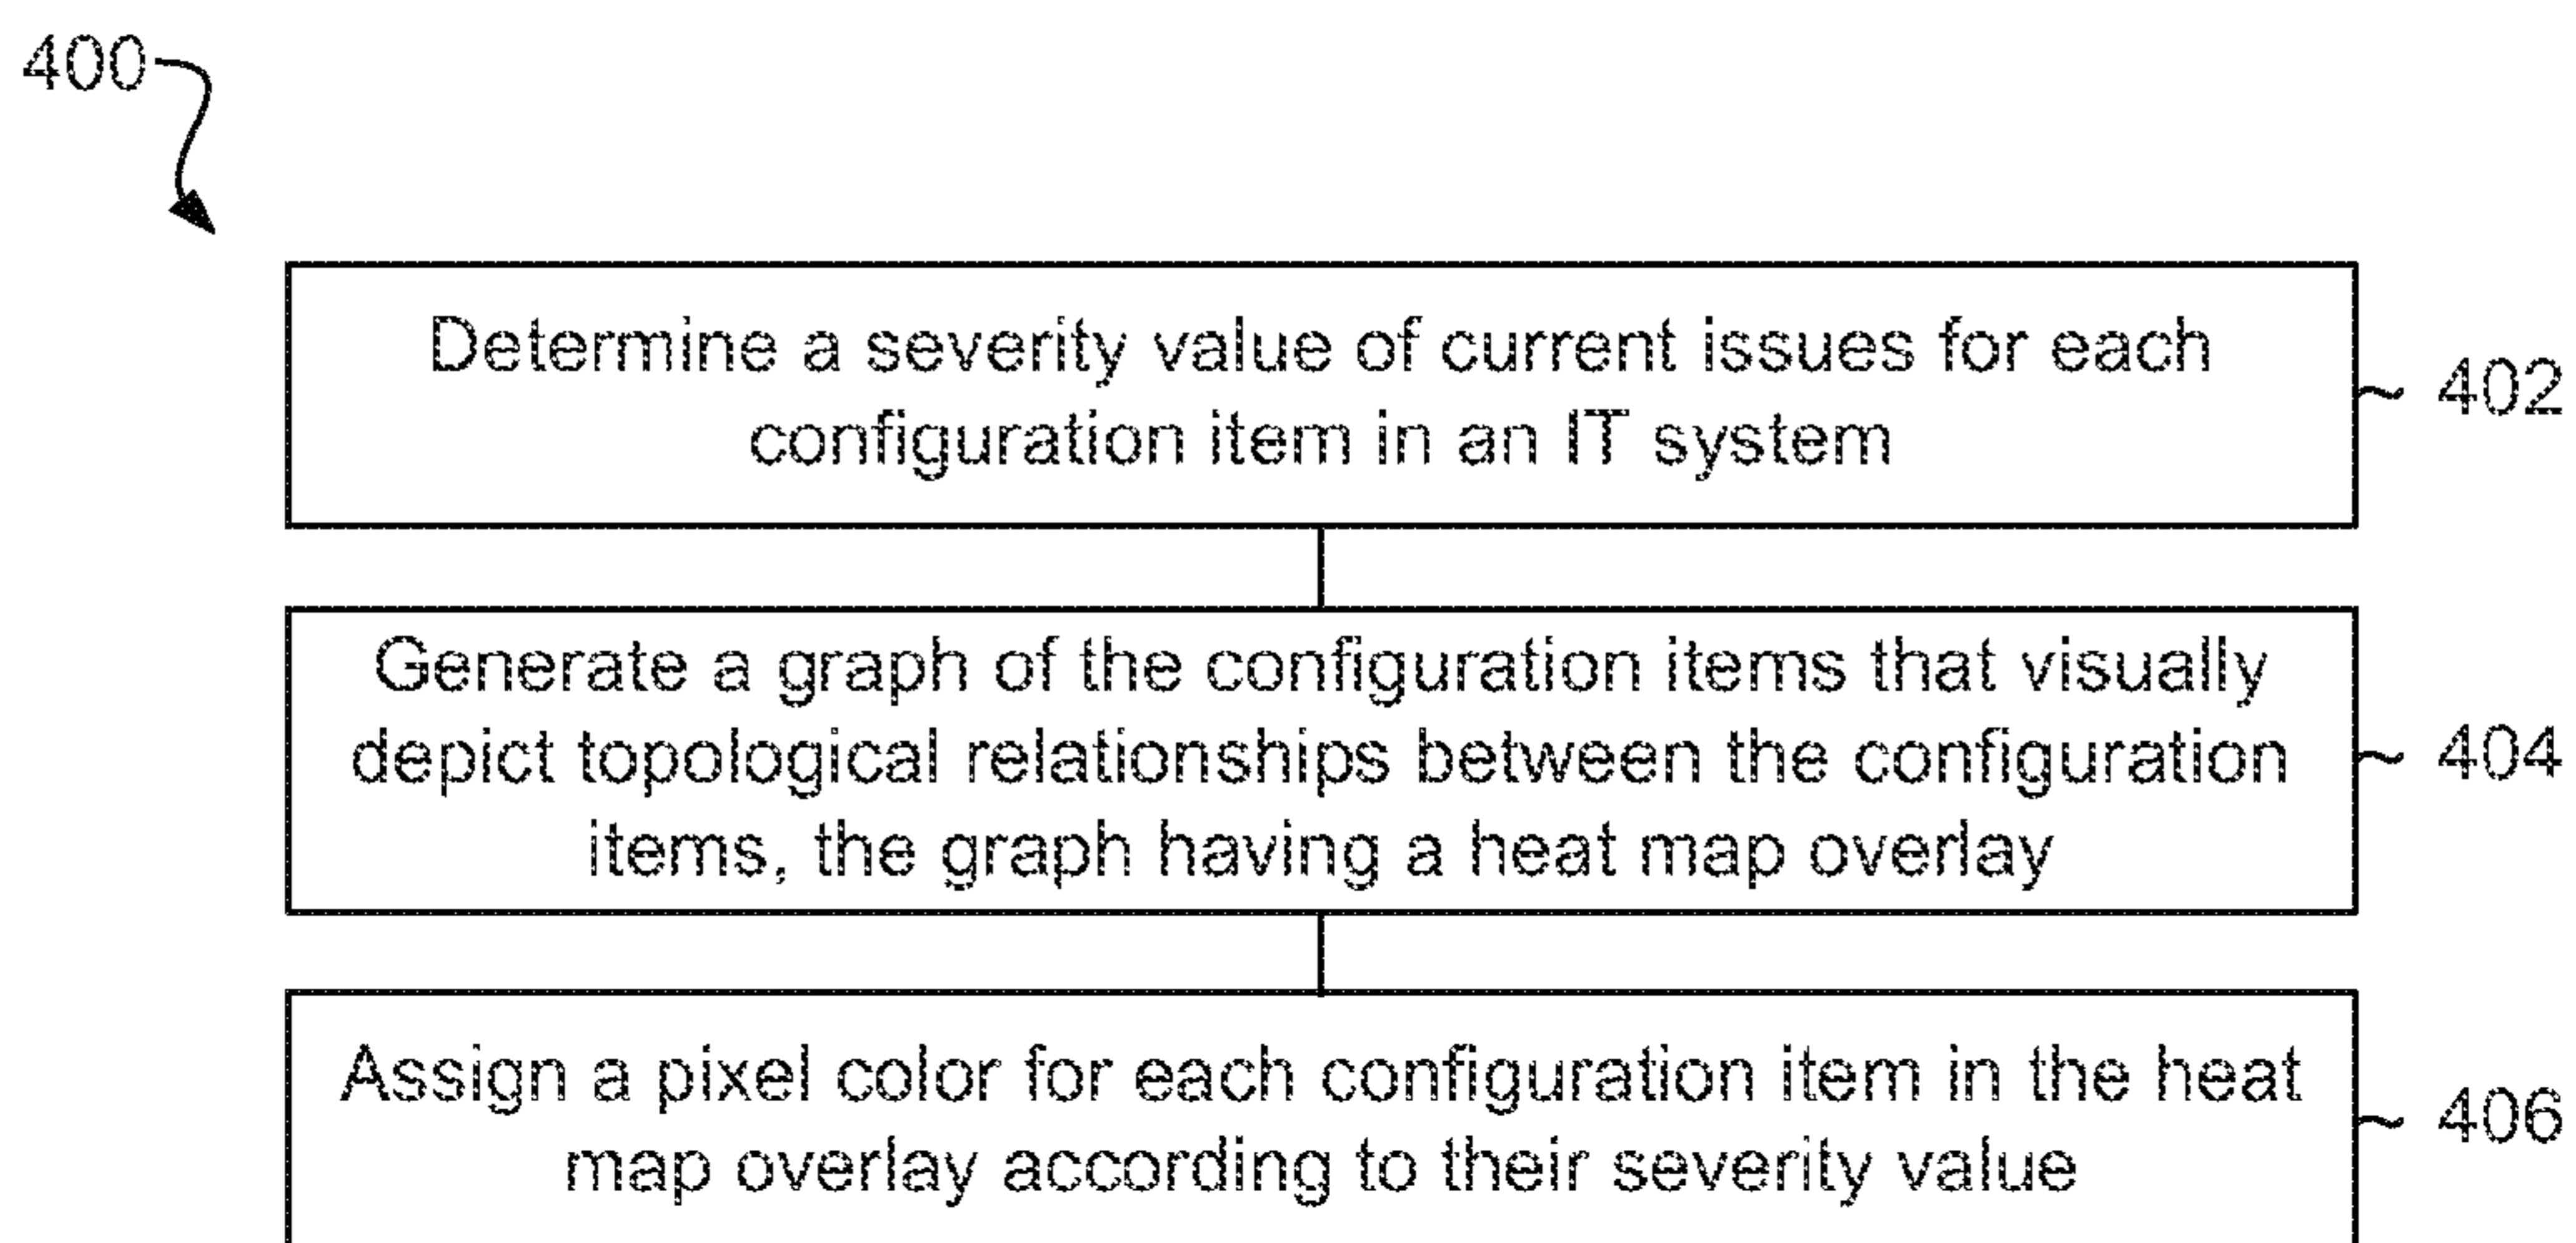 400
Determine a severity value of current issues for each
configuration item in an IT system
402
Generate a graph of the configuration items that visually
depict topological relationships between the configuration
items, the graph having a heat map overlay
404
Assign a pixel color for each configuration item in the heat
map overlay according to their severity value
406